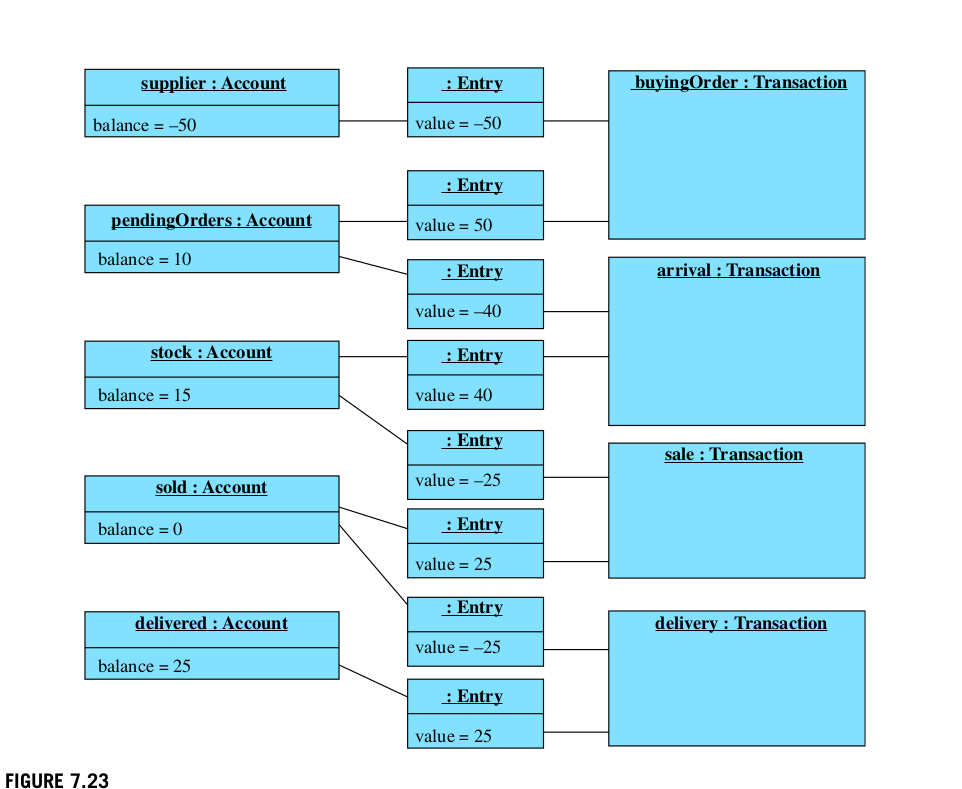 supplier : Account
balance = –50
: Entry
value = –50
buyingOrder : Transaction
: Entry
value = 50
pendingOrders : Account
balance = 10
: Entry
value = –40
arrival : Transaction
stock : Account
balance = 15
: Entry
value = 40
: Entry
value = –25
sale : Transaction
sold : Account
balance = 0
: Entry
value = 25
: Entry
value = –25
delivered : Account
balance = 25
delivery : Transaction
: Entry
value = 25
FIGURE 7.23